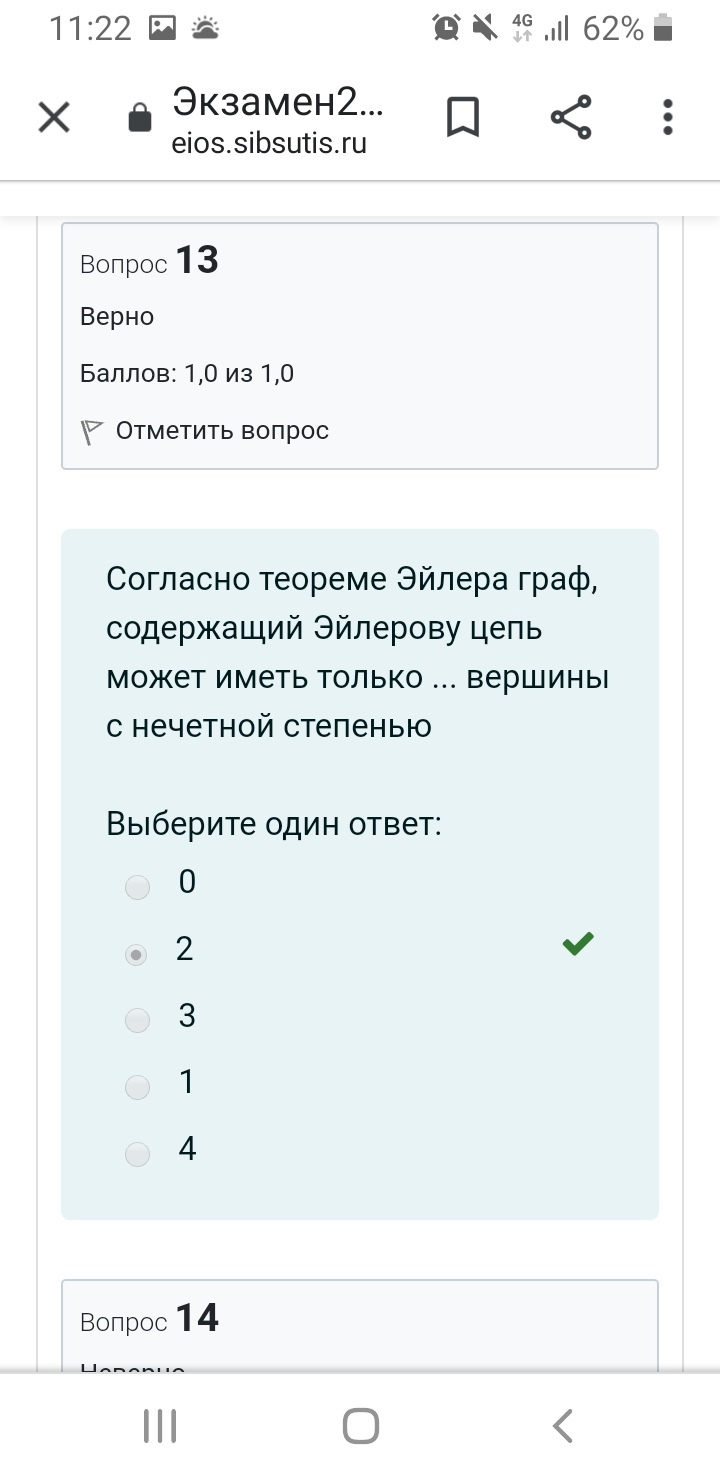 11:22 4G 62%
Экзамен2...
eios.sibsutis.ru
Вопрос 13
Верно
Баллов: 1,0 из 1,0
Отметить вопрос
Согласно теореме Эйлера граф,
содержащий Эйлерову цепь
может иметь только ... вершины
с нечетной степенью
Выберите один ответ:
0
2
3
1
4
Вопрос 14
Неверно